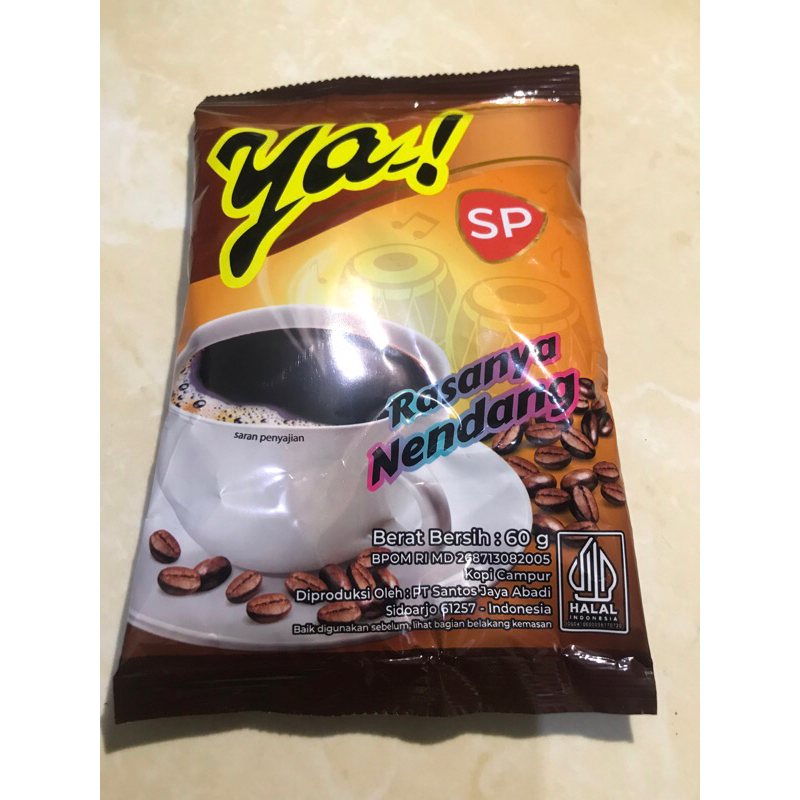 ya!
SP
Rasanya
Nendang
saran penyajian
Berat Bersih : 60 g
BPOM RI MD 268713082005
Kopi Campur
Diproduksi Oleh : PT Santos Jaya Abadi
Sidoarjo 61257 - Indonesia
Baik digunakan sebelum, lihat bagian belakang kemasan
HALAL
INDONESIA